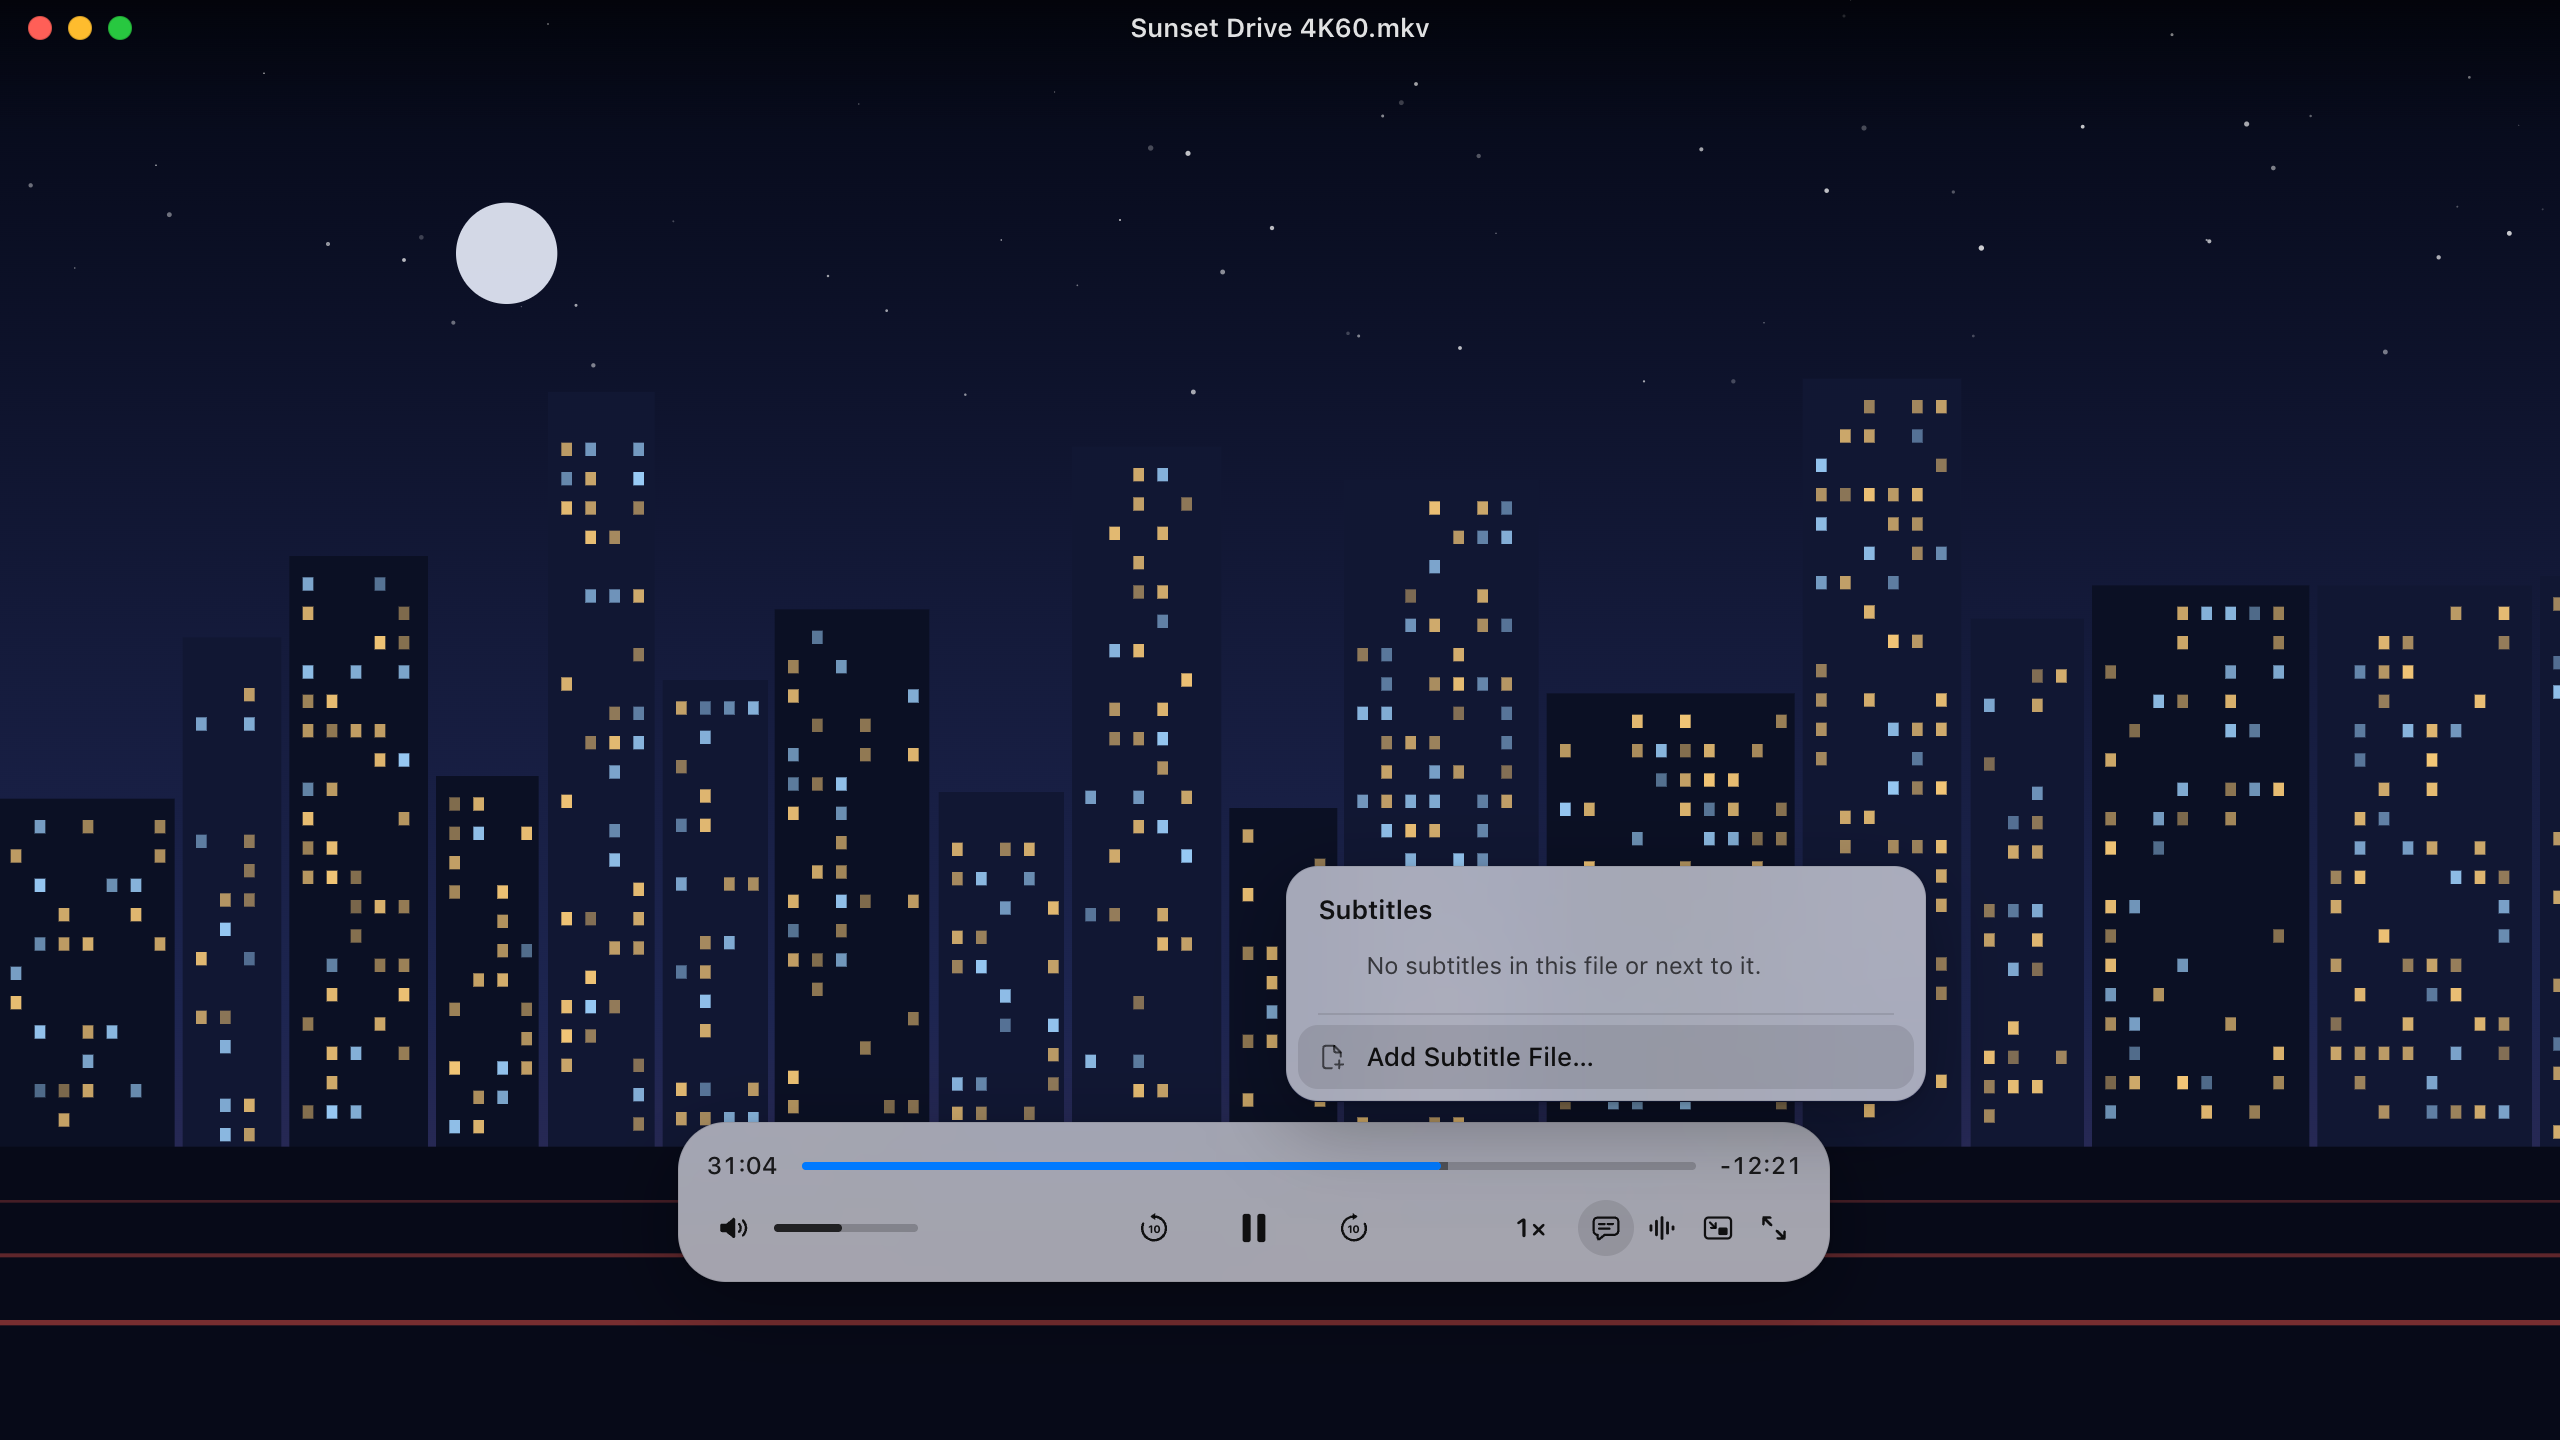 Sunset Drive 4K60.mkv
Subtitles
No subtitles in this file or next to it.
Add Subtitle File...
31:04
-12:21
10
10
1×